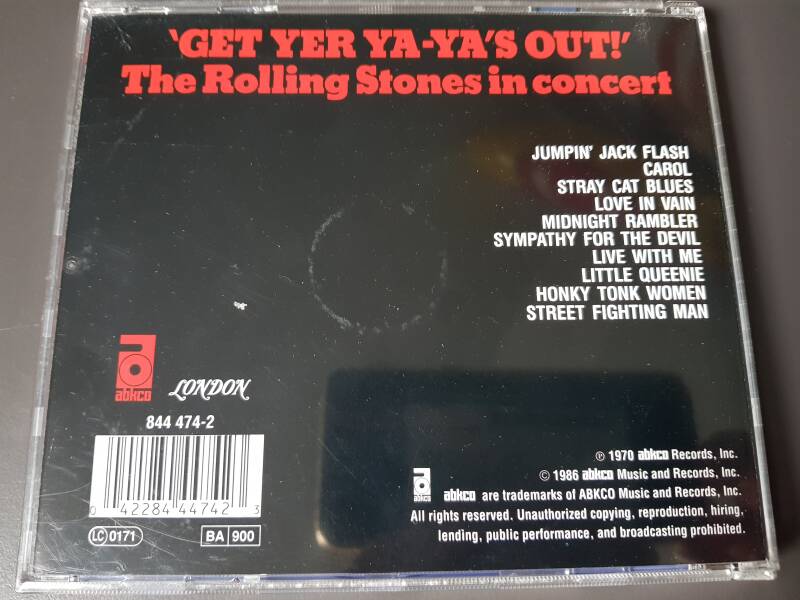 'GET YER YA-YA'S OUT!'
The Rolling Stones in concert
JUMPIN' JACK FLASH
CAROL
STRAY CAT BLUES
LOVE IN VAIN
MIDNIGHT RAMBLER
SYMPATHY FOR THE DEVIL
LIVE WITH ME
LITTLE QUEENIE
HONKY TONK WOMEN
STREET FIGHTING MAN
abkco LONDON
844 474-2
0 42284 44742 3
LC 0171 BA 900
℗ 1970 abkco Records, Inc.
© 1986 abkco Music and Records, Inc.
abkco abkco are trademarks of ABKCO Music and Records, Inc.
All rights reserved. Unauthorized copying, reproduction, hiring,
lending, public performance, and broadcasting prohibited.